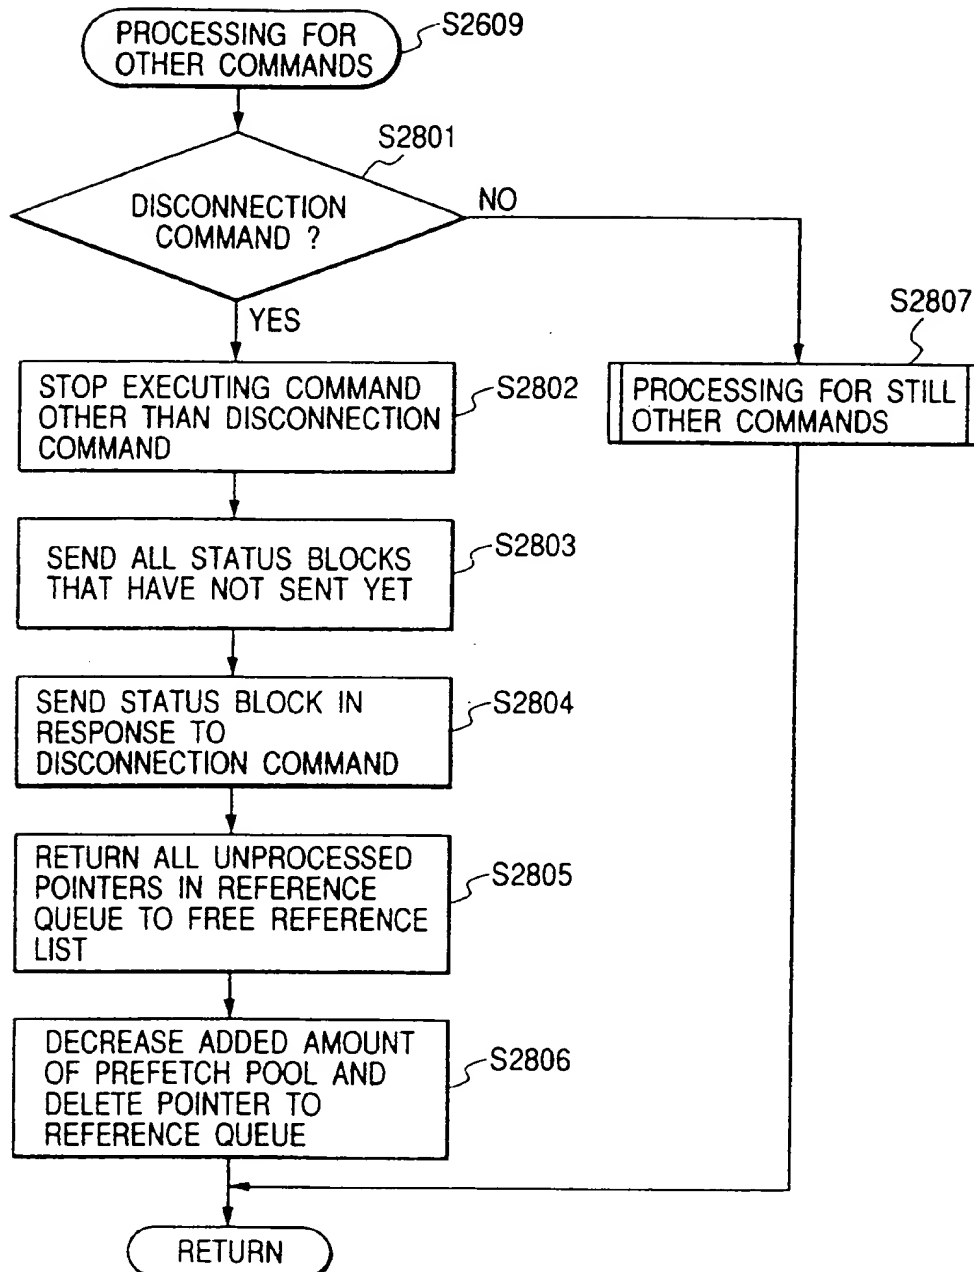 PROCESSING FOR
OTHER COMMANDS
S2609
S2801
DISCONNECTION
COMMAND ?
NO
YES
S2807
PROCESSING FOR STILL
OTHER COMMANDS
STOP EXECUTING COMMAND
OTHER THAN DISCONNECTION
COMMAND
S2802
SEND ALL STATUS BLOCKS
THAT HAVE NOT SENT YET
S2803
SEND STATUS BLOCK IN
RESPONSE TO
DISCONNECTION COMMAND
S2804
RETURN ALL UNPROCESSED
POINTERS IN REFERENCE
QUEUE TO FREE REFERENCE
LIST
S2805
DECREASE ADDED AMOUNT
OF PREFETCH POOL AND
DELETE POINTER TO
REFERENCE QUEUE
S2806
RETURN